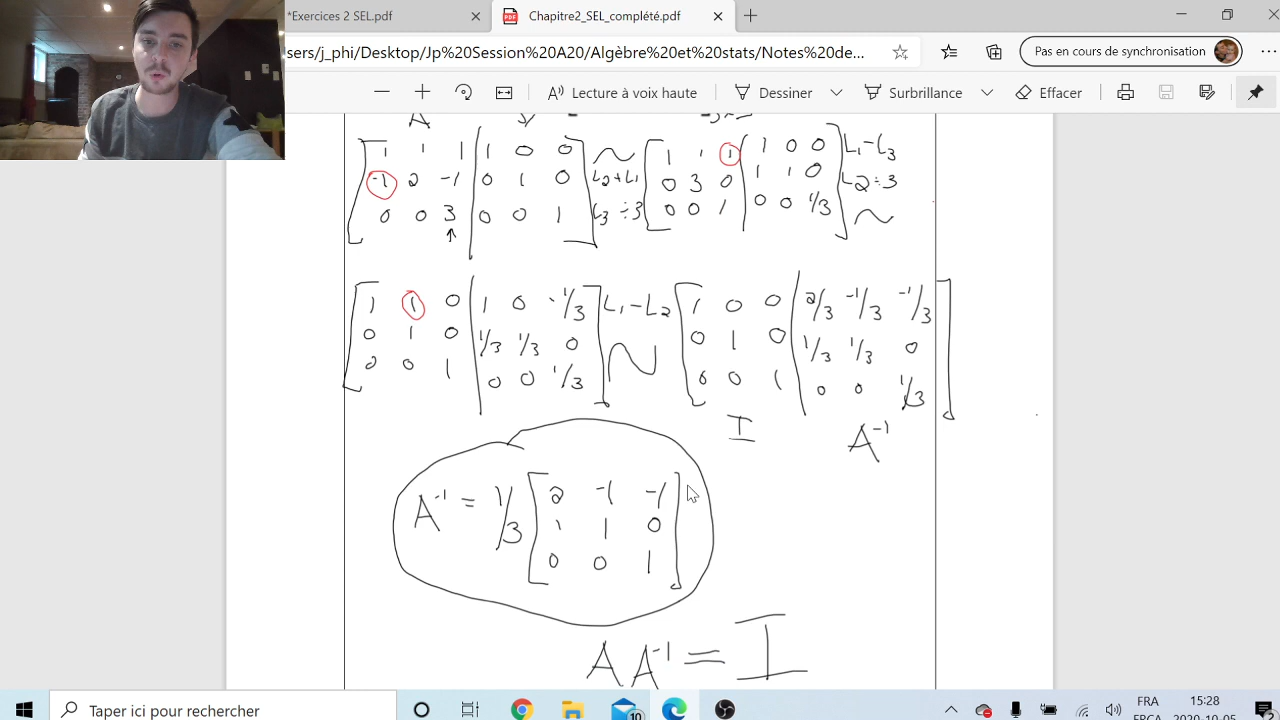 *Exercices 2 SEL.pdf × Chapitre2_SEL_complété.pdf × +
ers/j_phi/Desktop/Jp%20Session%20A20/Algèbre%20et%20stats/Notes%20de... Pas en cours de synchronisation
Lecture à voix haute Dessiner Surbrillance Effacer
1 1 1 | 1 0 0 ~ 1 1 1 | 1 0 0 L1-L3
-1 2 -1 | 0 1 0 L2+L1 0 3 0 | 1 1 0 L2÷3
0 0 3 | 0 0 1 L3÷3 0 0 1 | 0 0 1/3 ~
1 1 0 | 1 0 -1/3 L1-L2 1 0 0 | 2/3 -1/3 -1/3
0 1 0 | 1/3 1/3 0 ~ 0 1 0 | 1/3 1/3 0
0 0 1 | 0 0 1/3 0 0 1 | 0 0 1/3
I A⁻¹
2 -1 -1
A⁻¹ = 1/3 1 1 0
0 0 1
A A⁻¹ = I
Taper ici pour rechercher 10 FRA 15:28